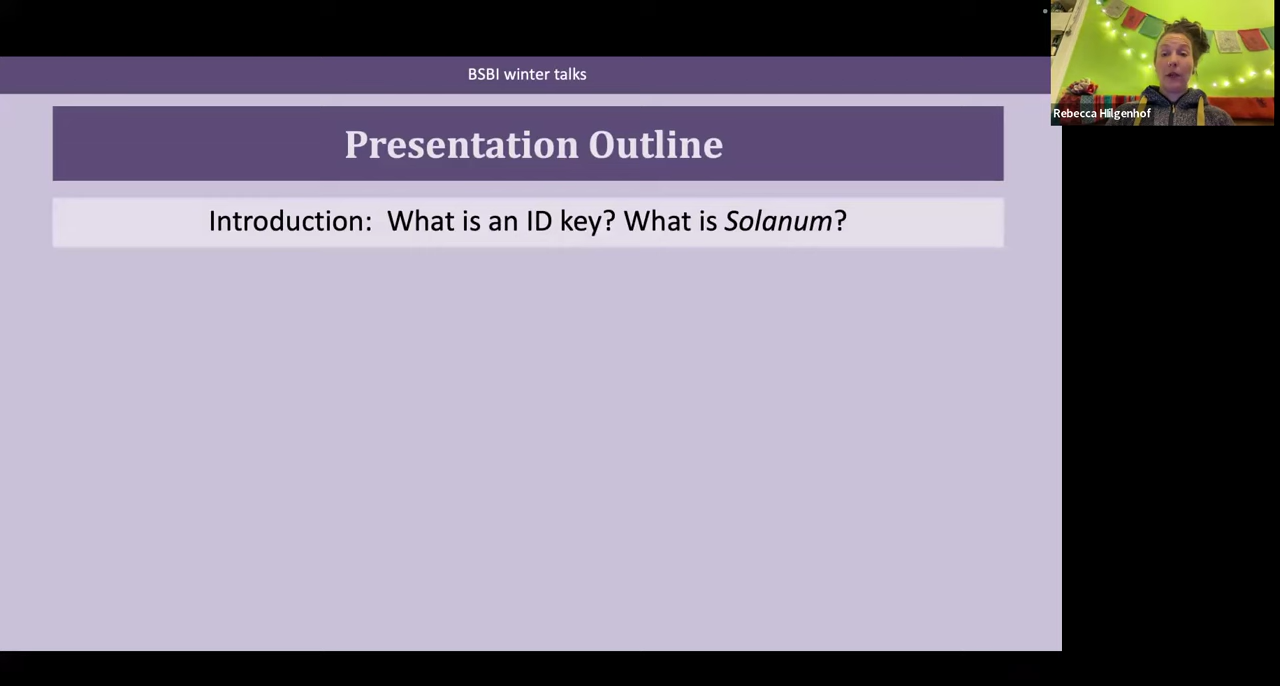 BSBI winter talks
Presentation Outline
Introduction: What is an ID key? What is Solanum?
Rebecca Hilgenhof